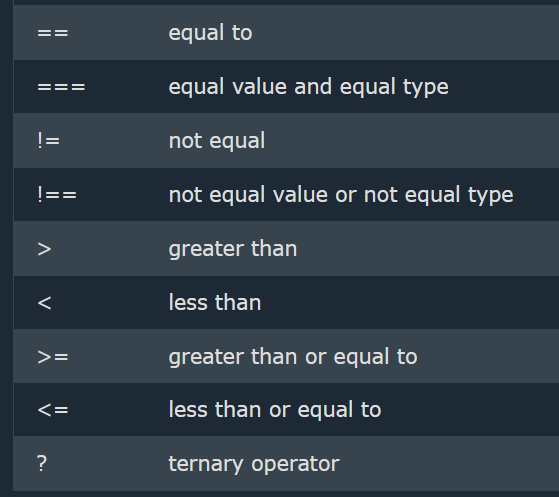 == equal to
=== equal value and equal type
!= not equal
!== not equal value or not equal type
> greater than
< less than
>= greater than or equal to
<= less than or equal to
? ternary operator